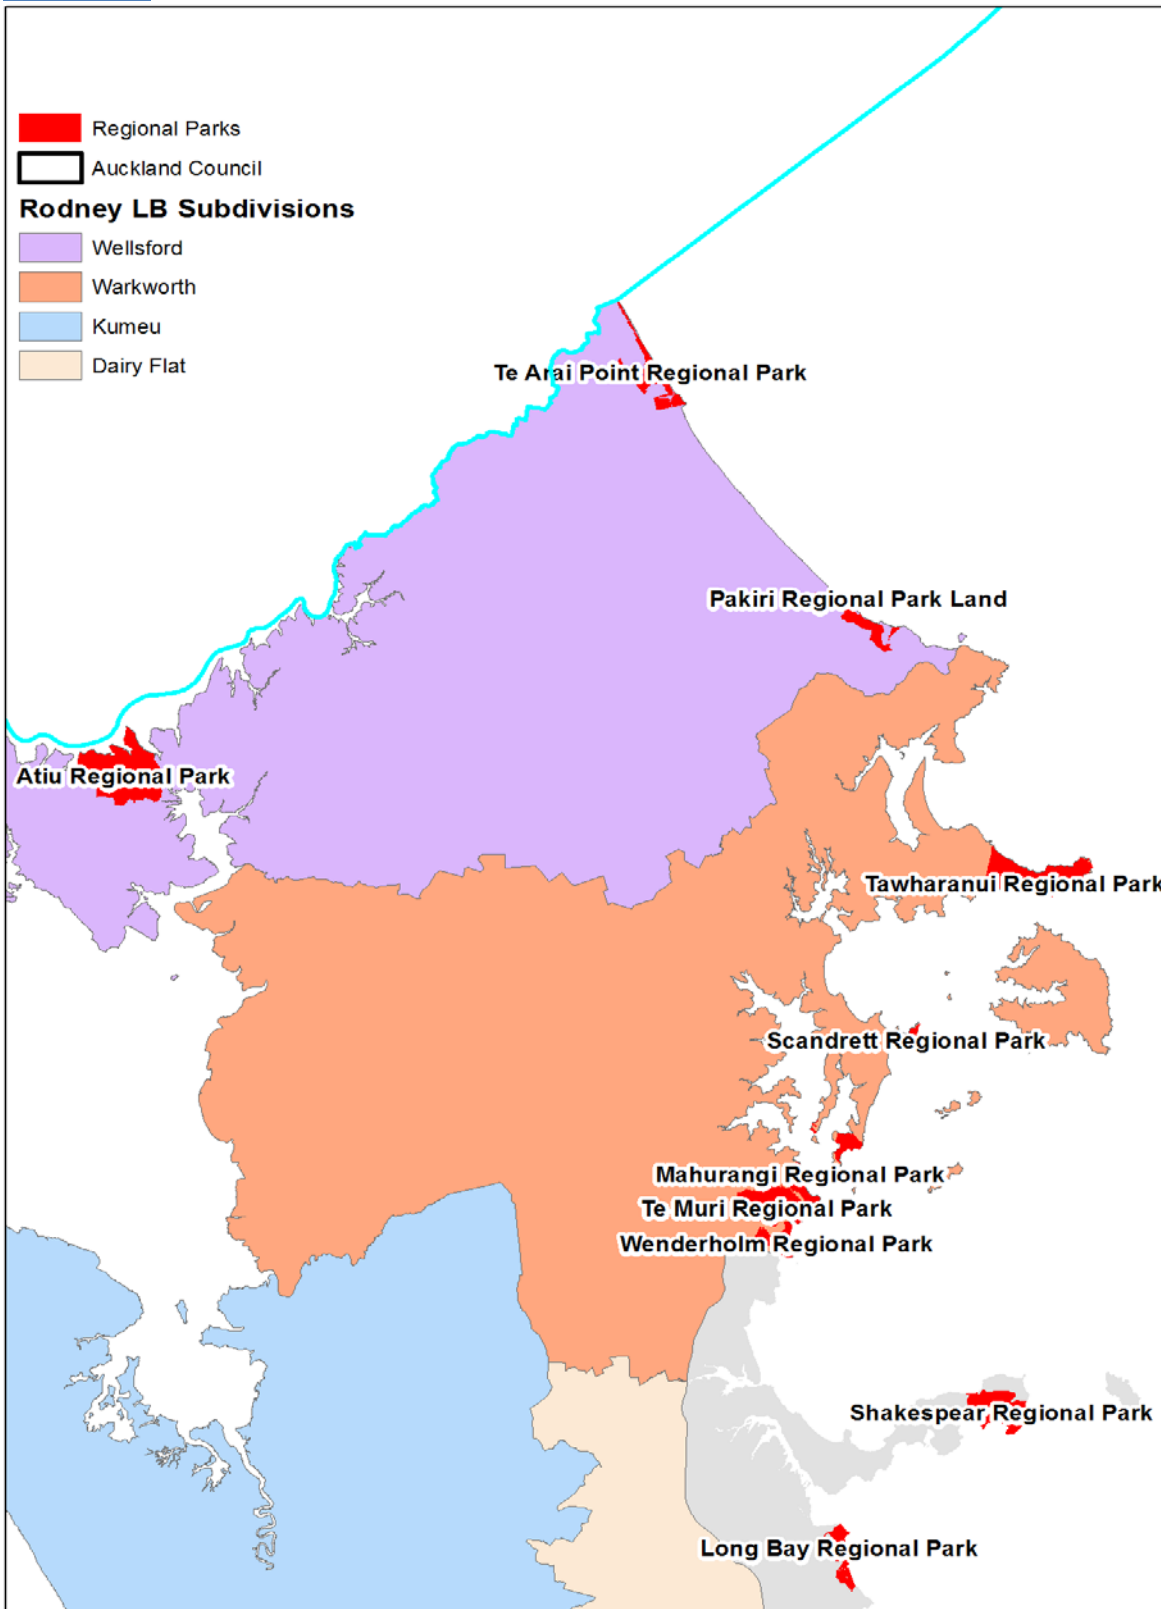 Regional Parks
Auckland Council
Rodney LB Subdivisions
Wellsford
Warkworth
Kumeu
Dairy Flat
Te Arai Point Regional Park
Pakiri Regional Park Land
Atiu Regional Park
Tawharanui Regional Park
Scandrett Regional Park
Mahurangi Regional Park
Te Muri Regional Park
Wenderholm Regional Park
Shakespear Regional Park
Long Bay Regional Park